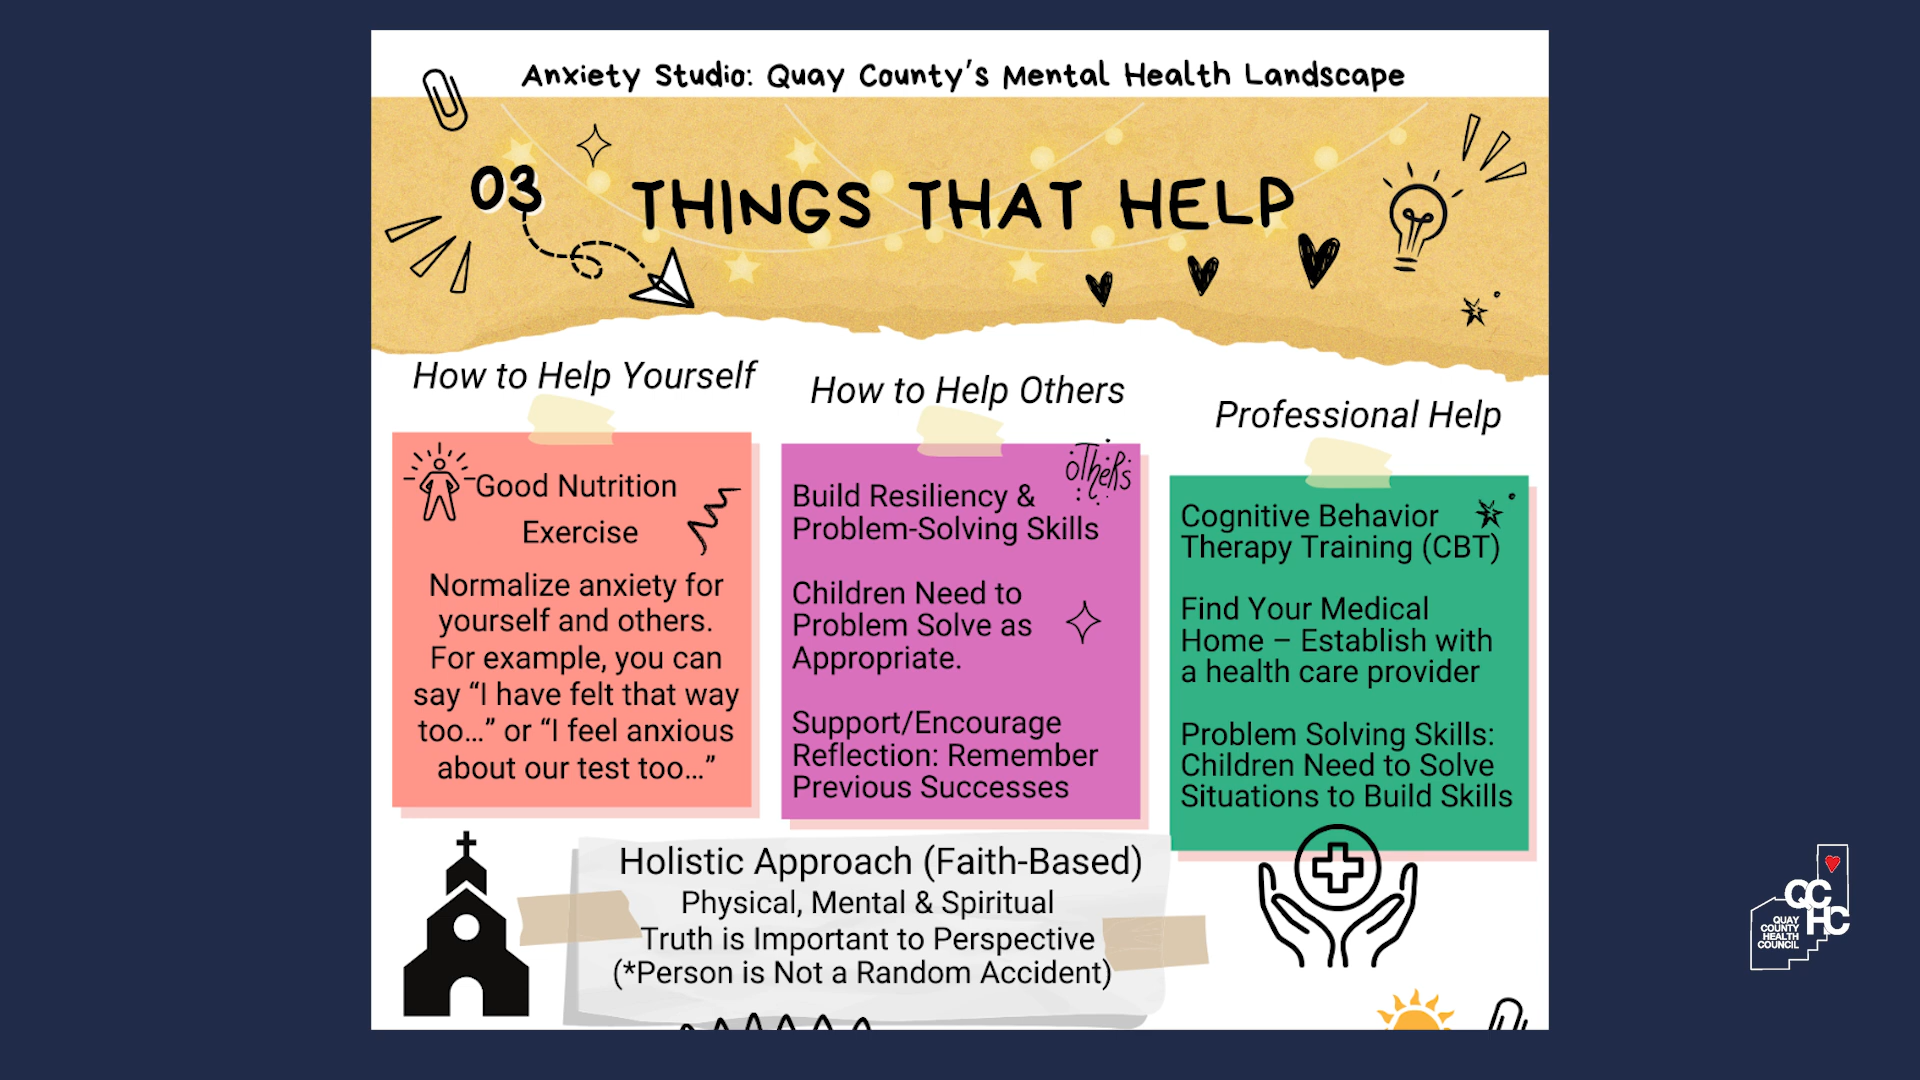 Anxiety Studio: Quay County's Mental Health Landscape
03
THINGS THAT HELP
How to Help Yourself
Good Nutrition
Exercise
Normalize anxiety for
yourself and others.
For example, you can
say “I have felt that way
too...” or “I feel anxious
about our test too...”
How to Help Others
others
Build Resiliency &
Problem-Solving Skills
Children Need to
Problem Solve as
Appropriate.
Support/Encourage
Reflection: Remember
Previous Successes
Professional Help
Cognitive Behavior
Therapy Training (CBT)
Find Your Medical
Home – Establish with
a health care provider
Problem Solving Skills:
Children Need to Solve
Situations to Build Skills
Holistic Approach (Faith-Based)
Physical, Mental & Spiritual
Truth is Important to Perspective
(*Person is Not a Random Accident)
QC
HC
QUAY
COUNTY
HEALTH
COUNCIL